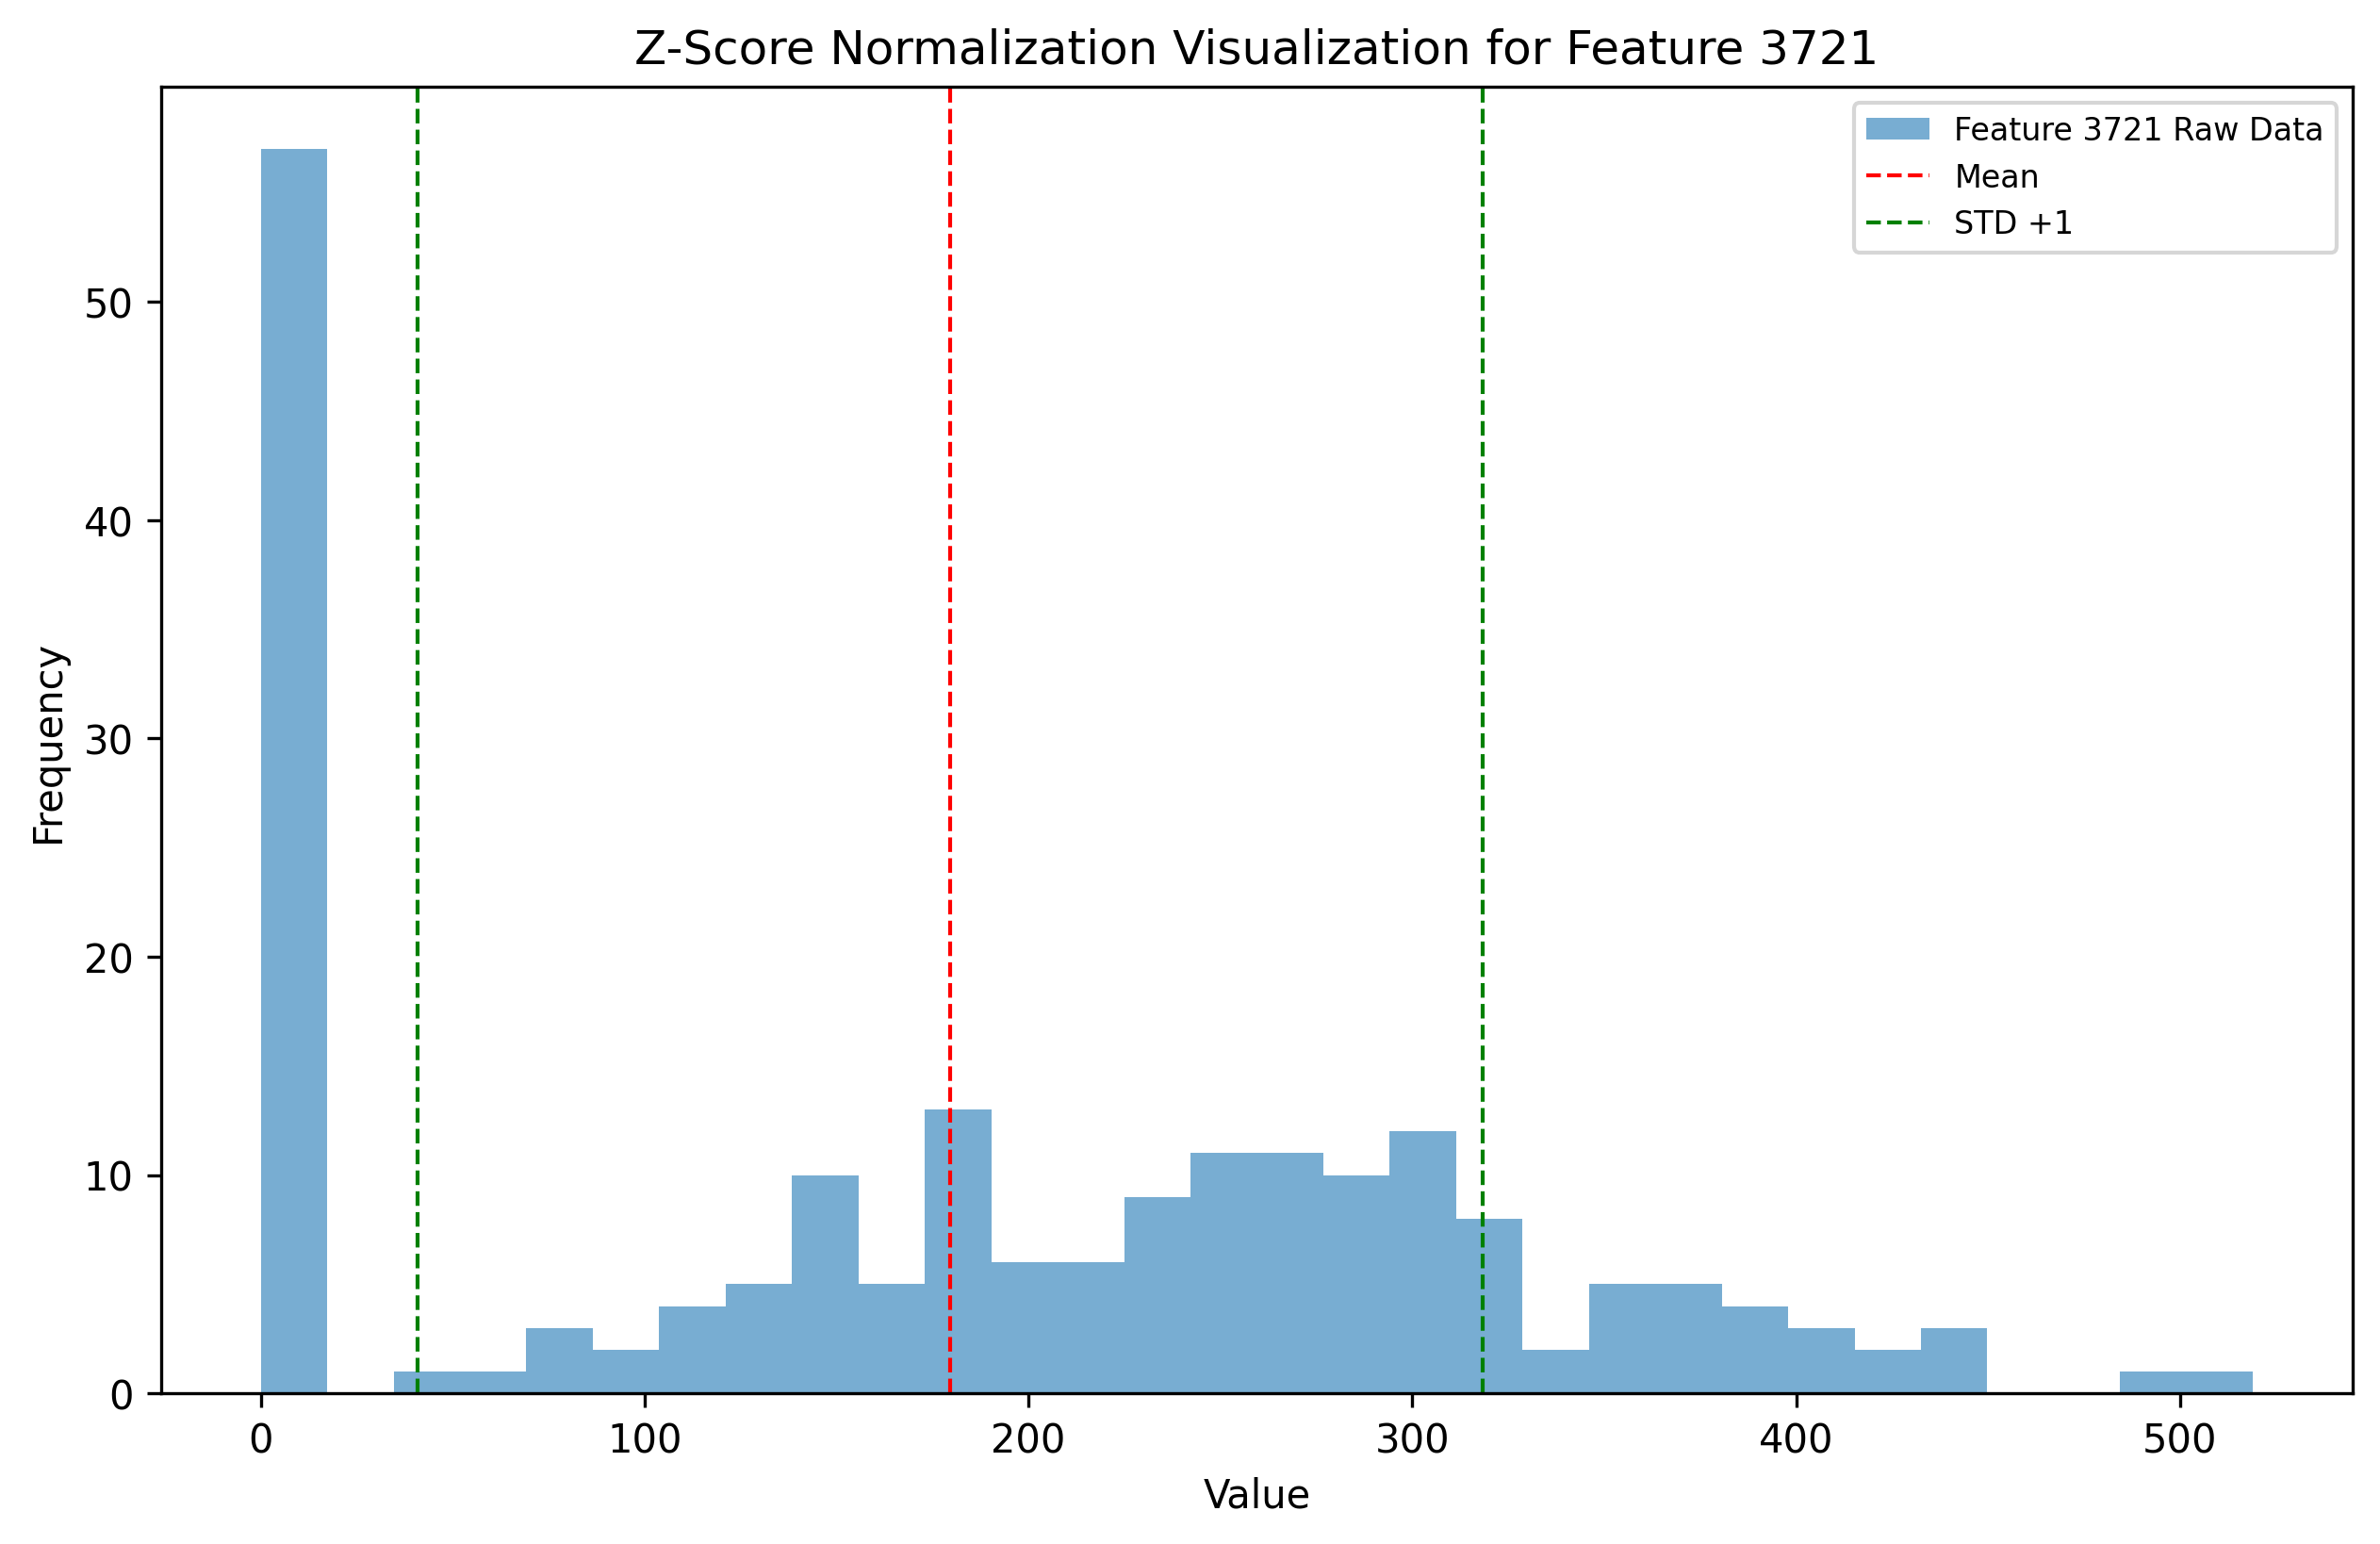 Z-Score Normalization Visualization for Feature 3721
Feature 3721 Raw Data
Mean
STD +1
Frequency
50
40
30
20
10
0
0 100 200 300 400 500
Value